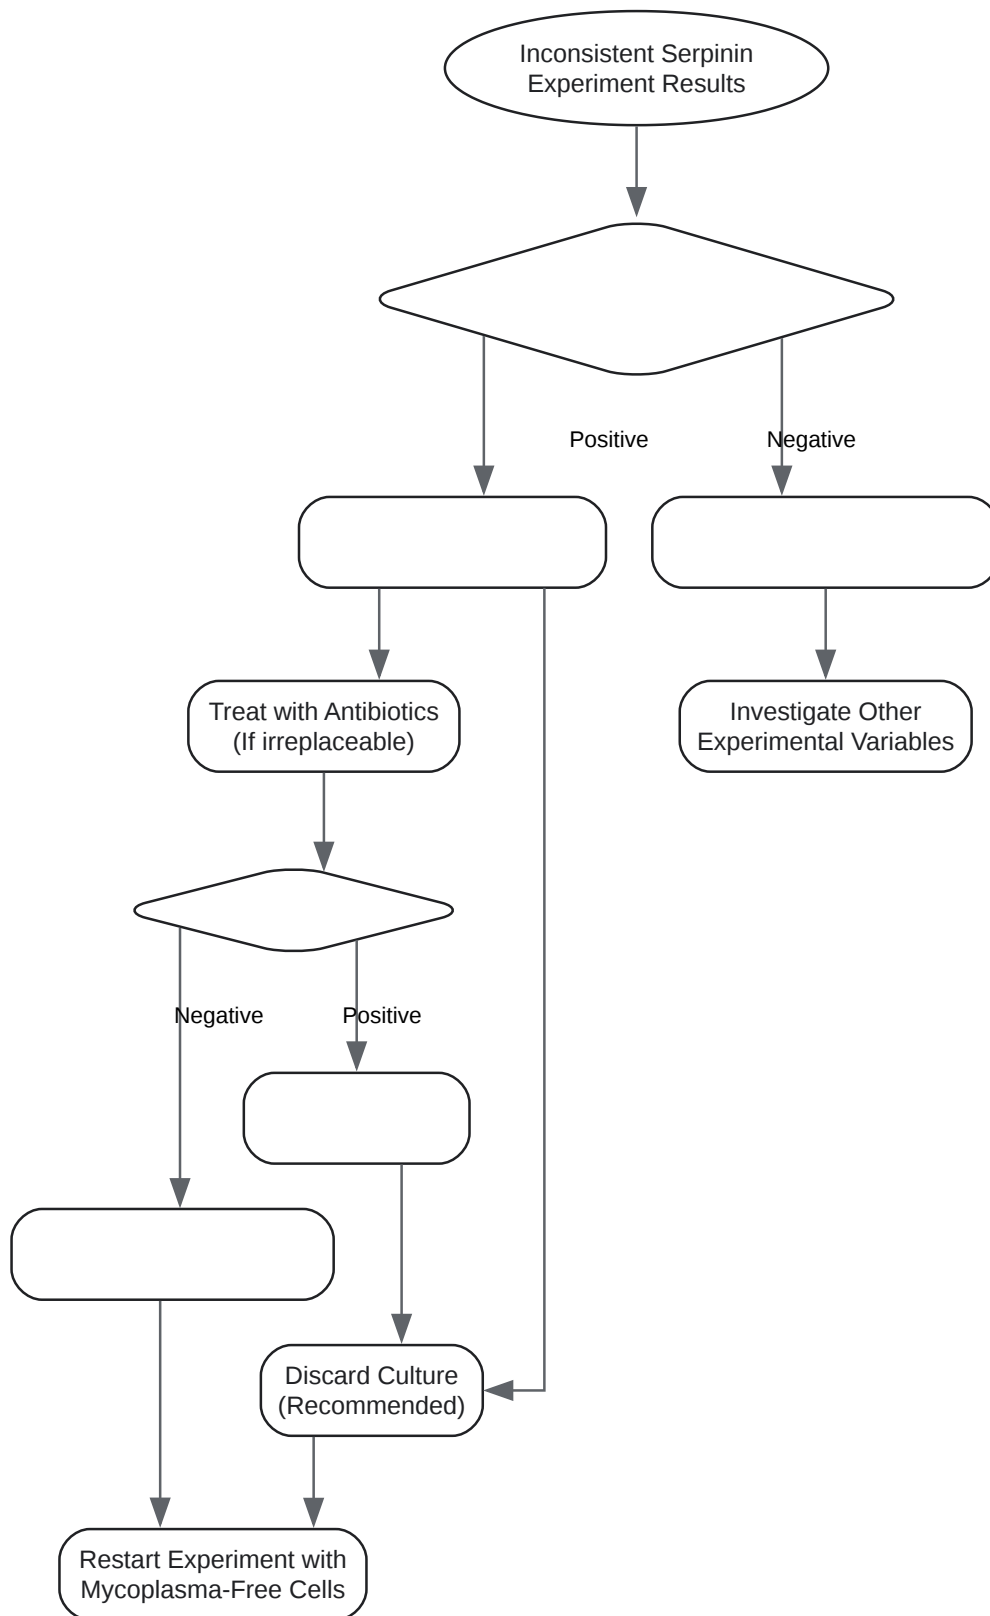 Inconsistent Serpinin
Experiment Results
Positive
Negative
Treat with Antibiotics
(If irreplaceable)
Investigate Other
Experimental Variables
Negative
Positive
Discard Culture
(Recommended)
Restart Experiment with
Mycoplasma-Free Cells